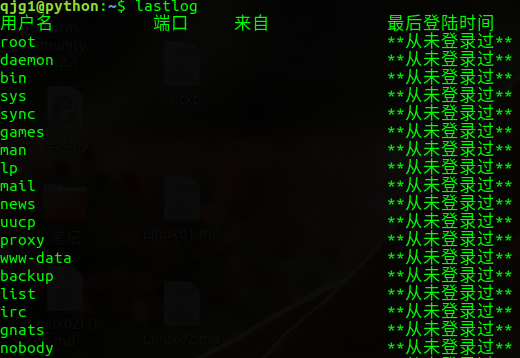 qjg1@python:~$ lastlog
用户名 端口 来自 最后登陆时间
root **从未登录过**
daemon **从未登录过**
bin **从未登录过**
sys **从未登录过**
sync **从未登录过**
games **从未登录过**
man **从未登录过**
lp **从未登录过**
mail **从未登录过**
news **从未登录过**
uucp **从未登录过**
proxy **从未登录过**
www-data **从未登录过**
backup **从未登录过**
list **从未登录过**
irc **从未登录过**
gnats **从未登录过**
nobody **从未登录过**
Linux01.md
Linux02.md